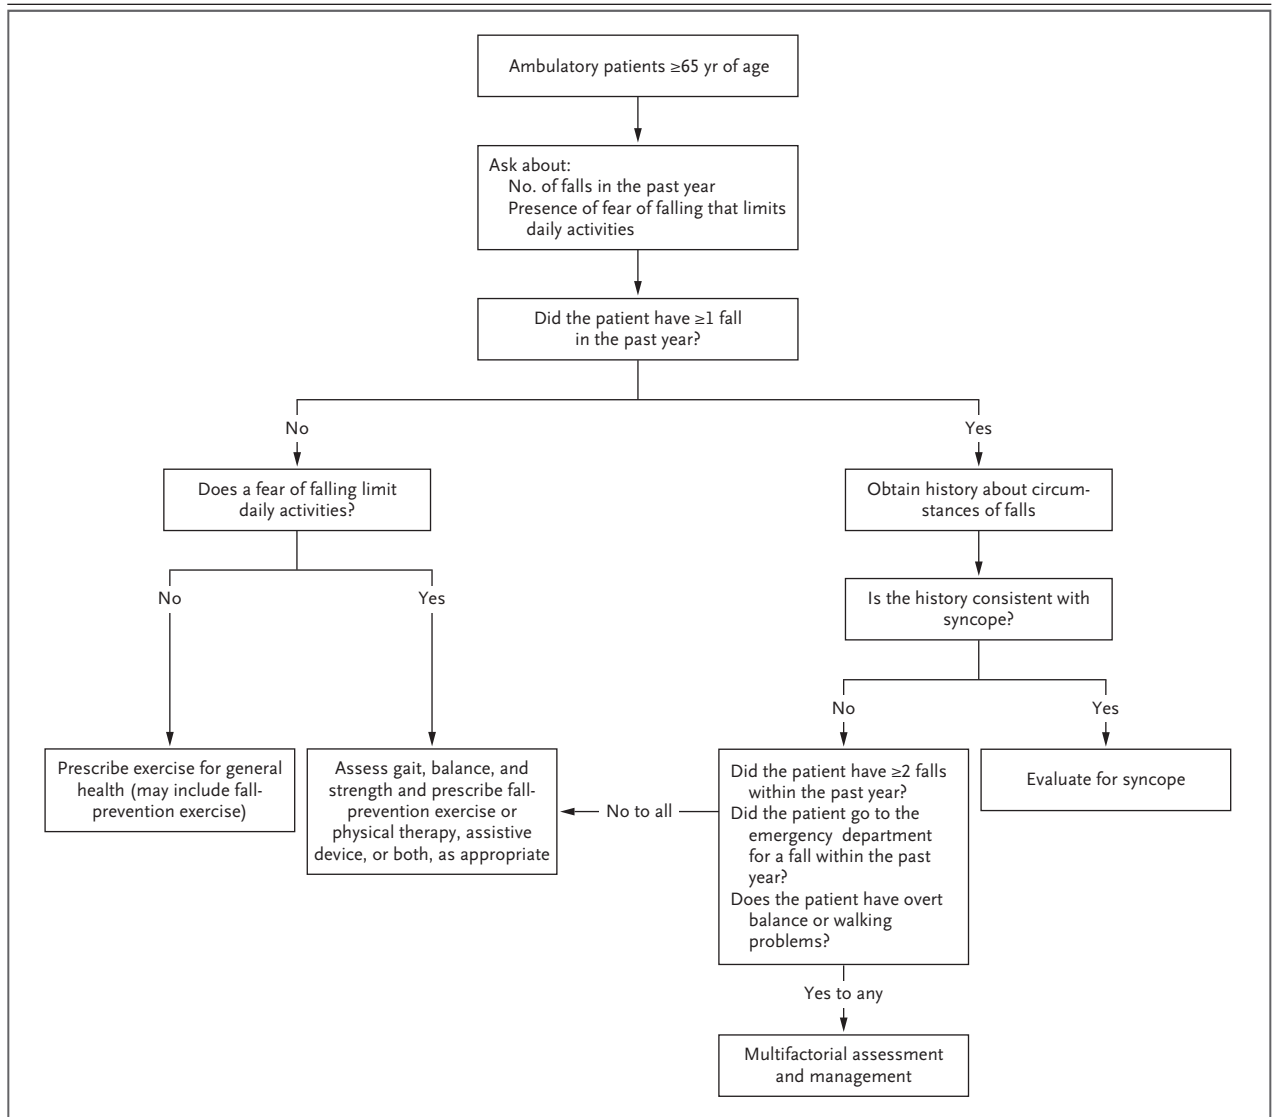 Ambulatory patients ≥65 yr of age
Ask about:
No. of falls in the past year
Presence of fear of falling that limits
daily activities
Did the patient have ≥1 fall
in the past year?
No
Yes
Does a fear of falling limit
daily activities?
Obtain history about circum-
stances of falls
No
Yes
Is the history consistent with
syncope?
No
Yes
Prescribe exercise for general
health (may include fall-
prevention exercise)
Assess gait, balance, and
strength and prescribe fall-
prevention exercise or
physical therapy, assistive
device, or both, as appropriate
No to all
Did the patient have ≥2 falls
within the past year?
Did the patient go to the
emergency department
for a fall within the past
year?
Does the patient have overt
balance or walking
problems?
Evaluate for syncope
Yes to any
Multifactorial assessment
and management